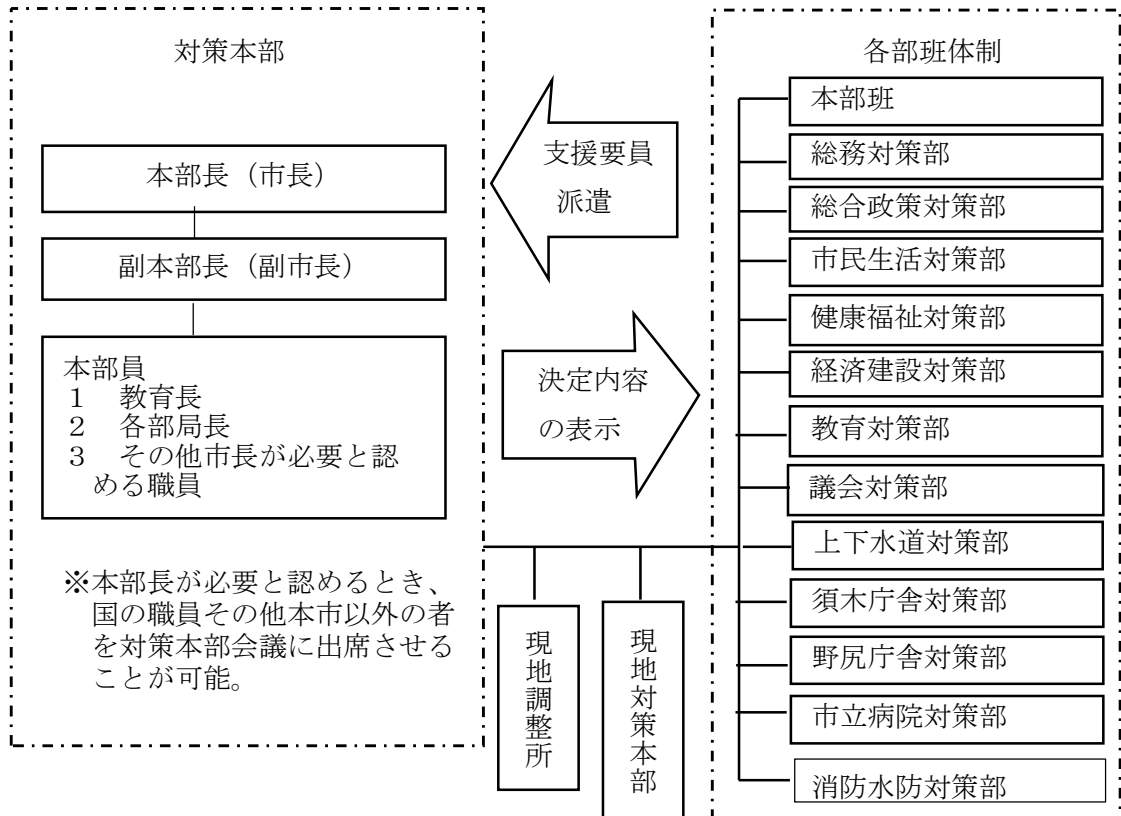 対策本部
本部長（市長）
副本部長（副市長）
本部員
１　教育長
２　各部局長
３　その他市長が必要と認
める職員
※本部長が必要と認めるとき、
国の職員その他本市以外の者
を対策本部会議に出席させる
ことが可能。
支援要員
派遣
決定内容
の表示
現地調整所
現地対策本部
各部班体制
本部班
総務対策部
総合政策対策部
市民生活対策部
健康福祉対策部
経済建設対策部
教育対策部
議会対策部
上下水道対策部
須木庁舎対策部
野尻庁舎対策部
市立病院対策部
消防水防対策部